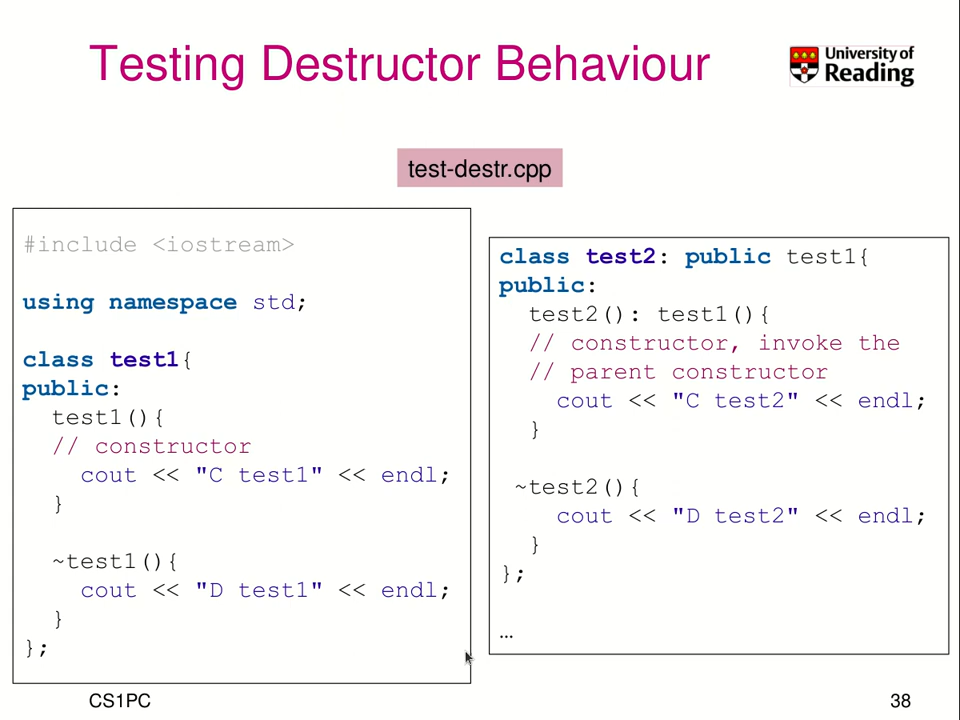 Testing Destructor Behaviour
University of
Reading
test-destr.cpp
#include <iostream>
using namespace std;
class test1{
public:
test1(){
// constructor
cout << "C test1" << endl;
}
~test1(){
cout << "D test1" << endl;
}
};
class test2: public test1{
public:
test2(): test1(){
// constructor, invoke the
// parent constructor
cout << "C test2" << endl;
}
~test2(){
cout << "D test2" << endl;
}
};
…
CS1PC
38